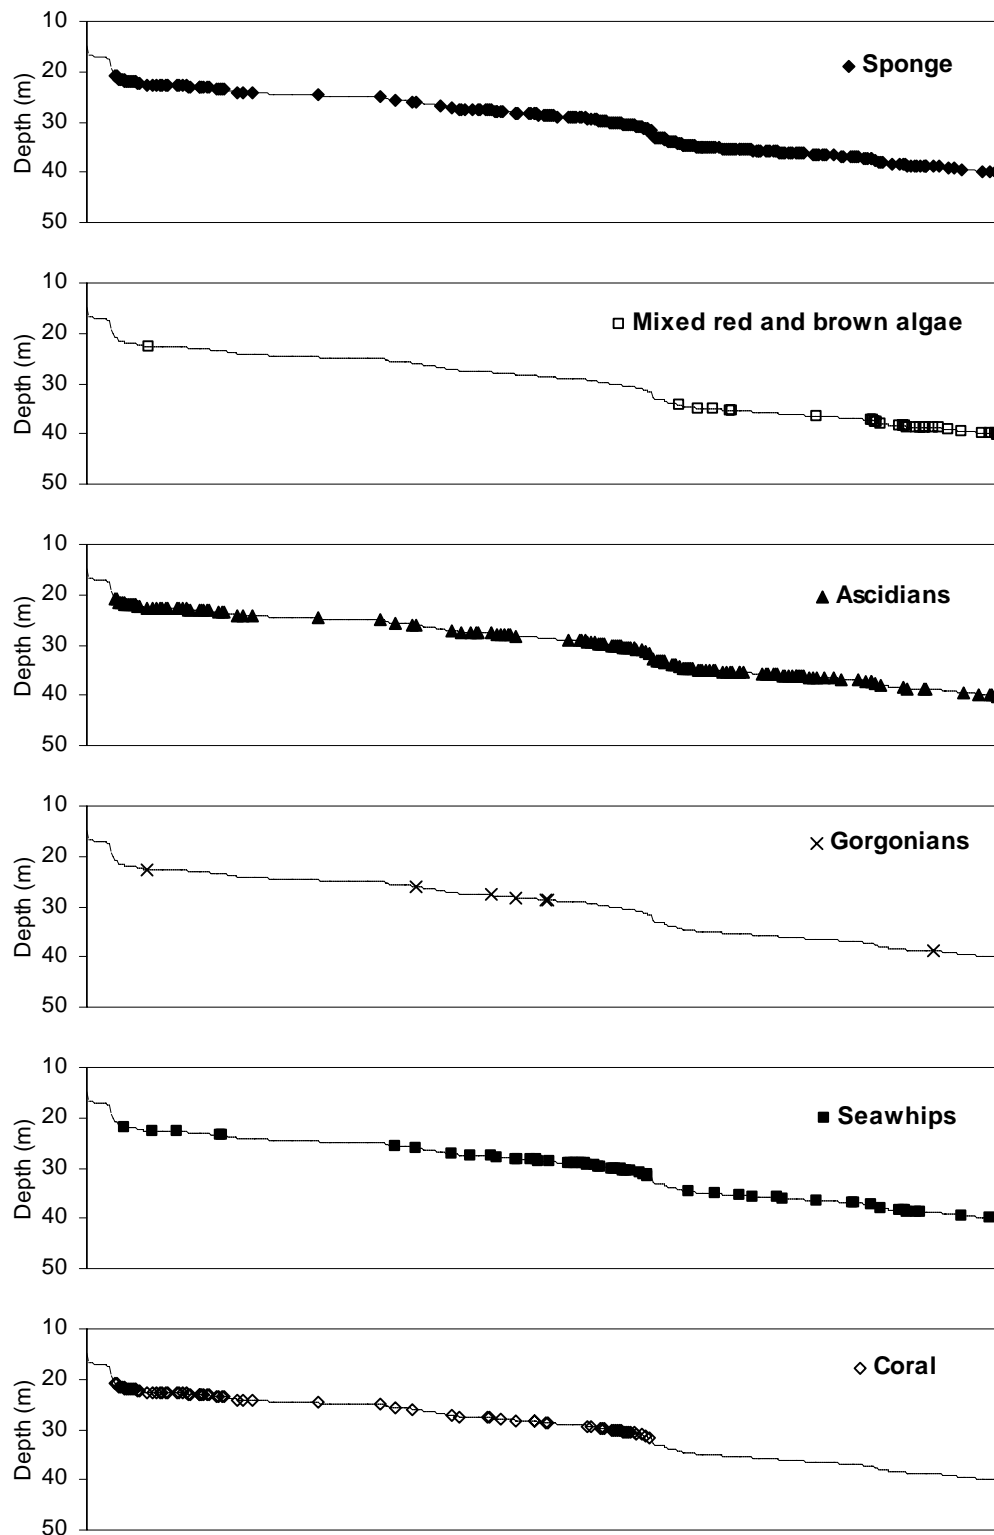 10
20
30
40
50
Depth (m)
◆ Sponge
10
20
30
40
50
Depth (m)
□ Mixed red and brown algae
10
20
30
40
50
Depth (m)
▲ Ascidians
10
20
30
40
50
Depth (m)
× Gorgonians
10
20
30
40
50
Depth (m)
■ Seawhips
10
20
30
40
50
Depth (m)
◇ Coral